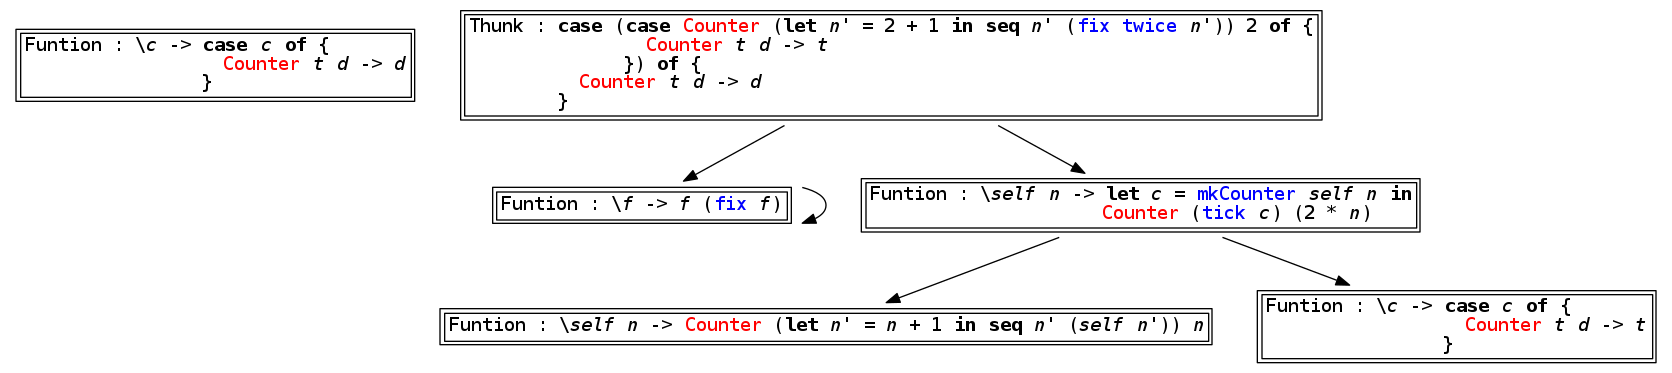 Funtion : \c -> case c of {
Counter t d -> d
}
Thunk : case (case Counter (let n' = 2 + 1 in seq n' (fix twice n')) 2 of {
Counter t d -> t
}) of {
Counter t d -> d
}
Funtion : \f -> f (fix f)
Funtion : \self n -> let c = mkCounter self n in
Counter (tick c) (2 * n)
Funtion : \self n -> Counter (let n' = n + 1 in seq n' (self n')) n
Funtion : \c -> case c of {
Counter t d -> t
}